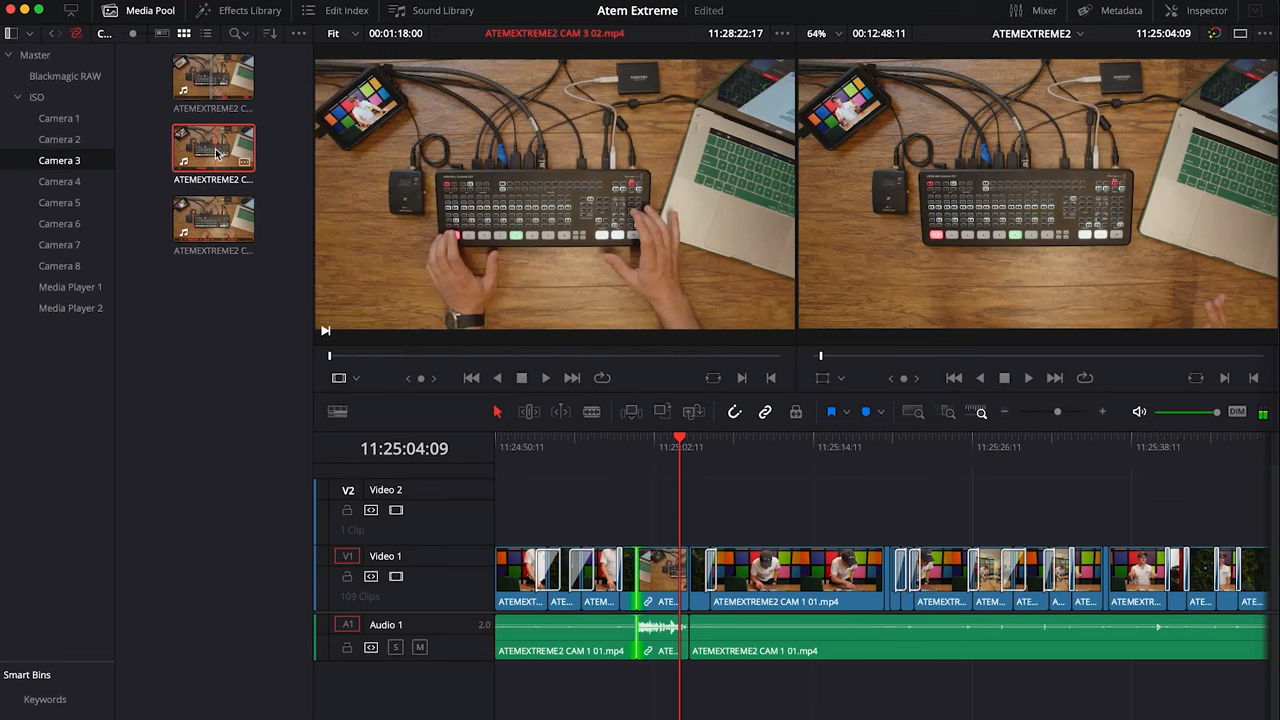 Media Pool
Effects Library
Edit Index
Sound Library
Atem Extreme
Edited
Mixer
Metadata
Inspector
C...
Fit
00:01:18:00
ATEMEXTREME2 CAM 3 02.mp4
11:28:22:17
64%
00:12:48:11
ATEMEXTREME2
11:25:04:09
Master
Blackmagic RAW
ISO
Camera 1
Camera 2
Camera 3
Camera 4
Camera 5
Camera 6
Camera 7
Camera 8
Media Player 1
Media Player 2
ATEMEXTREME2 C...
ATEMEXTREME2 C...
ATEMEXTREME2 C...
DIM
11:25:04:09
11:24:50:11
11:25:02:11
11:25:14:11
11:25:26:11
11:25:38:11
V2
Video 2
1 Clip
V1
Video 1
109 Clips
ATEMEXT...
ATE...
ATEM...
ATE...
ATEMEXTREME2 CAM 1 01.mp4
ATEMEXTR...
ATEM...
ATE...
A...
ATE...
ATEMEXTR...
ATE...
ATE...
A1
Audio 1
2.0
S
M
ATEMEXTREME2 CAM 1 01.mp4
ATE...
ATEMEXTREME2 CAM 1 01.mp4
Smart Bins
Keywords